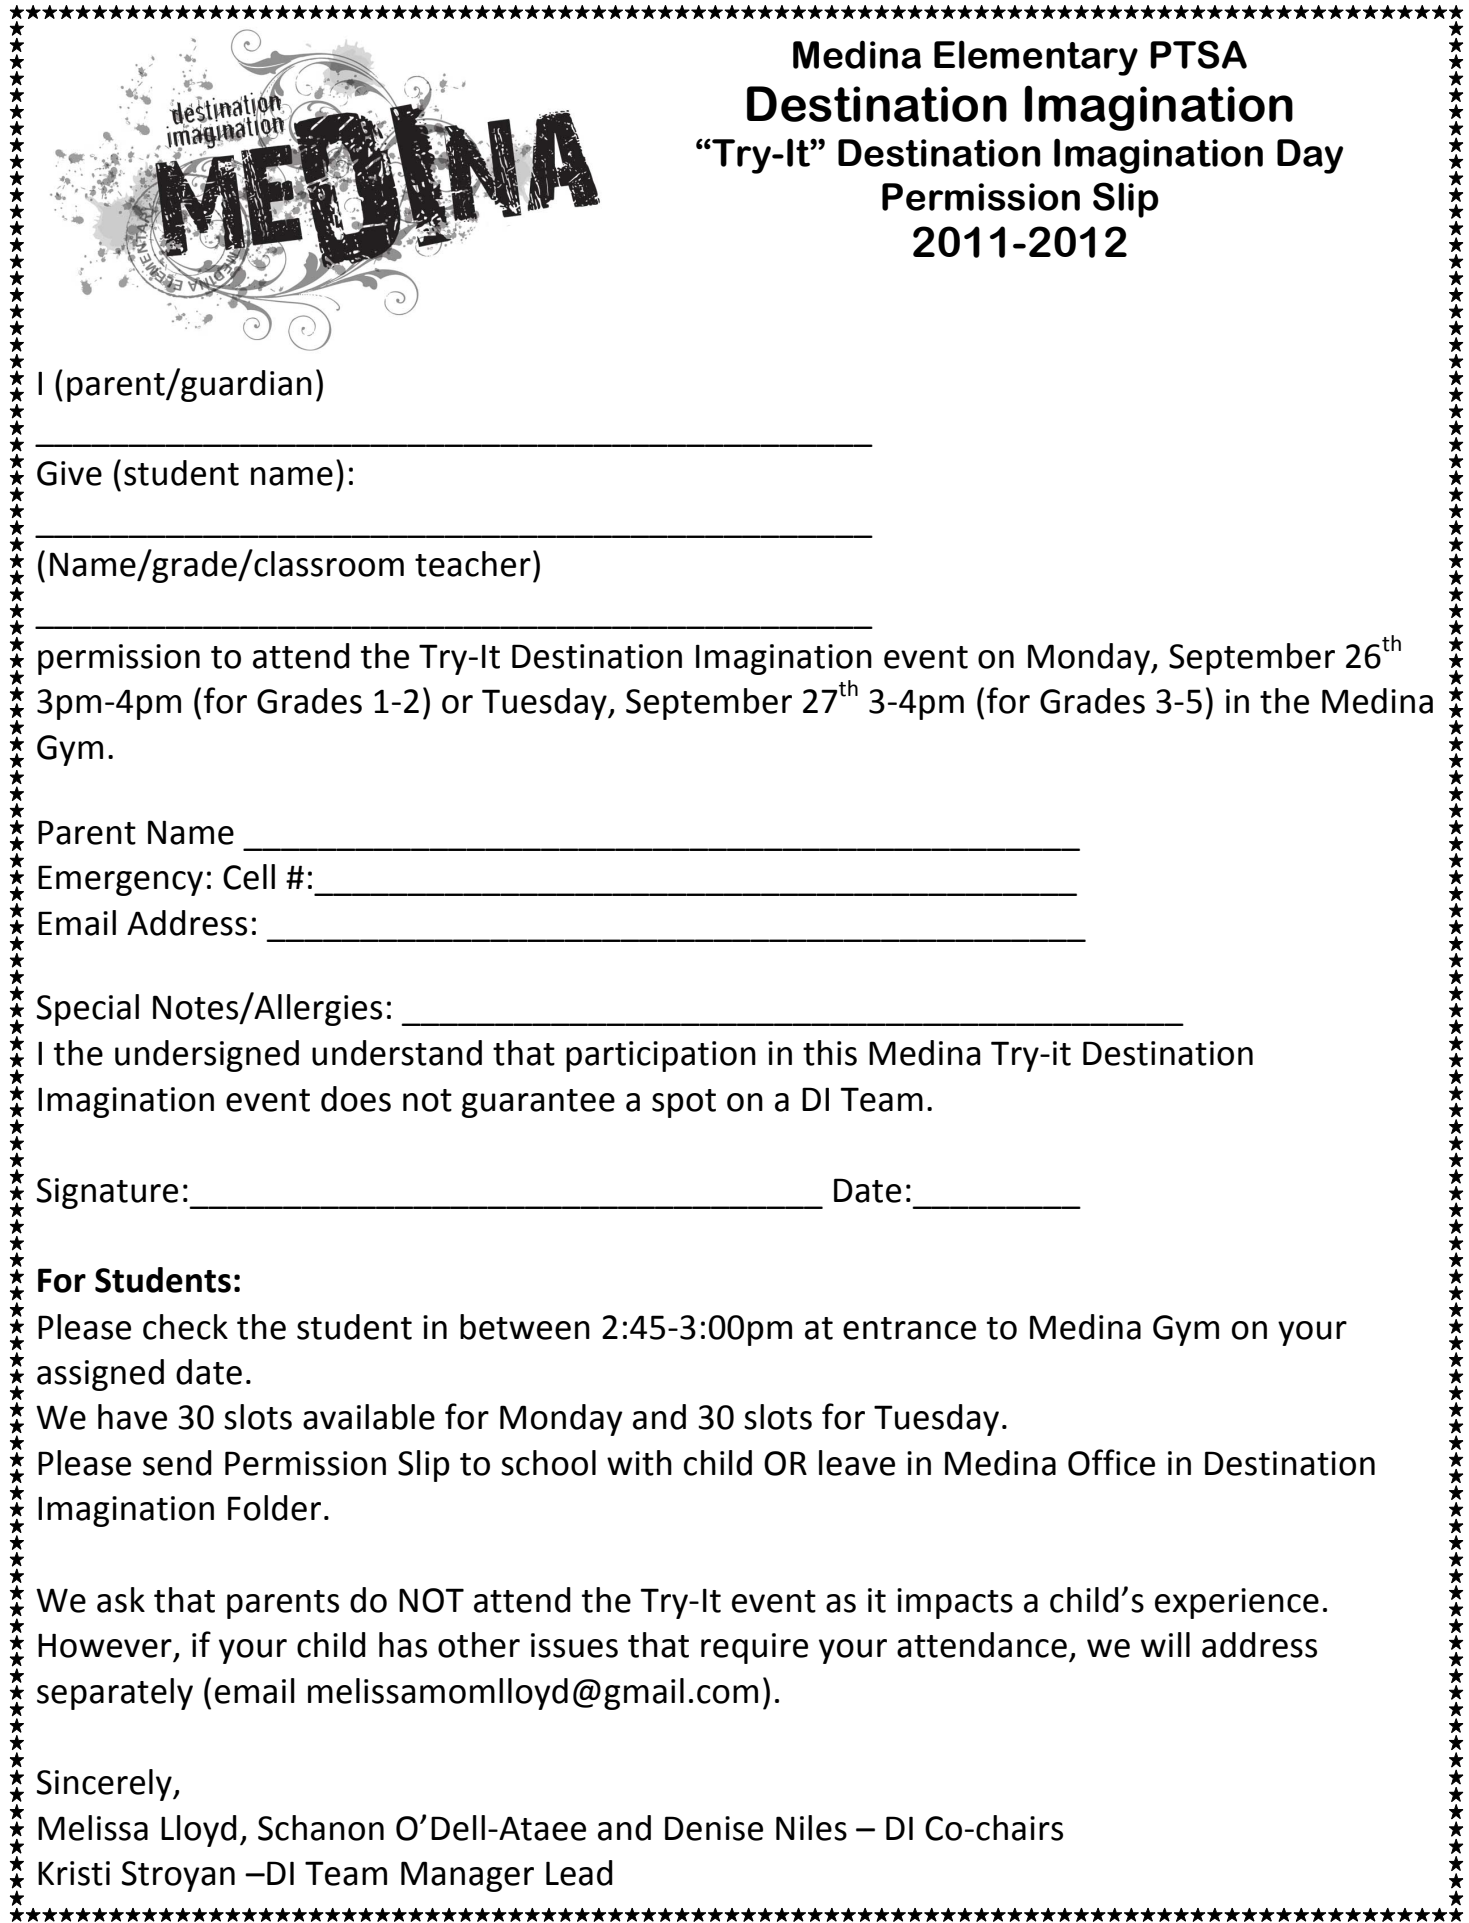 destination
imagination
MEDINA
MEDINA ELEMENTARY
Medina Elementary PTSA
Destination Imagination
“Try-It” Destination Imagination Day
Permission Slip
2011-2012
I (parent/guardian)
_____________________________________________
Give (student name):
_____________________________________________
(Name/grade/classroom teacher)
_____________________________________________
permission to attend the Try-It Destination Imagination event on Monday, September 26th
3pm-4pm (for Grades 1-2) or Tuesday, September 27th 3-4pm (for Grades 3-5) in the Medina
Gym.
Parent Name _____________________________________________
Emergency: Cell #:_________________________________________
Email Address: ____________________________________________
Special Notes/Allergies: __________________________________________
I the undersigned understand that participation in this Medina Try-it Destination
Imagination event does not guarantee a spot on a DI Team.
Signature:__________________________________ Date:_________
For Students:
Please check the student in between 2:45-3:00pm at entrance to Medina Gym on your
assigned date.
We have 30 slots available for Monday and 30 slots for Tuesday.
Please send Permission Slip to school with child OR leave in Medina Office in Destination
Imagination Folder.
We ask that parents do NOT attend the Try-It event as it impacts a child’s experience.
However, if your child has other issues that require your attendance, we will address
separately (email melissamomlloyd@gmail.com).
Sincerely,
Melissa Lloyd, Schanon O’Dell-Ataee and Denise Niles – DI Co-chairs
Kristi Stroyan –DI Team Manager Lead